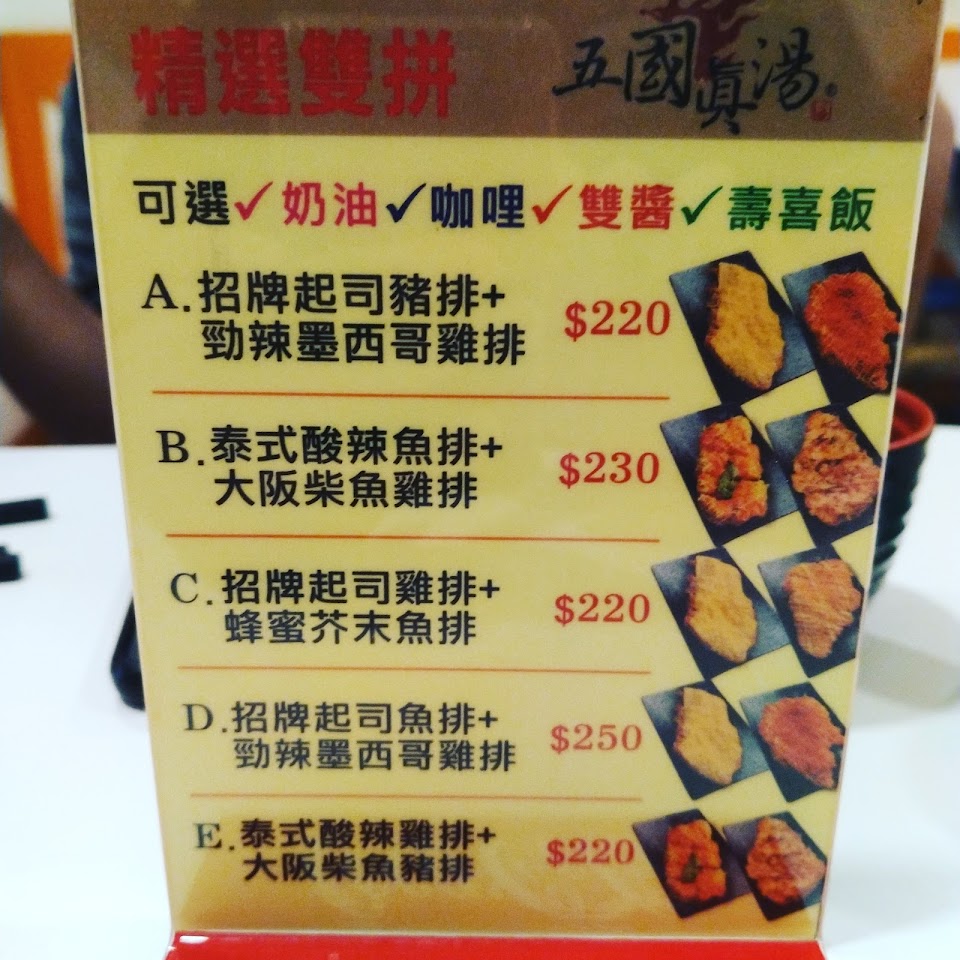 精選雙拼
五國真湯
可選✓奶油✓咖哩✓雙醬✓壽喜飯
A.招牌起司豬排+
勁辣墨西哥雞排
$220
B.泰式酸辣魚排+
大阪柴魚雞排
$230
C.招牌起司雞排+
蜂蜜芥末魚排
$220
D.招牌起司魚排+
勁辣墨西哥雞排
$250
E.泰式酸辣雞排+
大阪柴魚豬排
$220